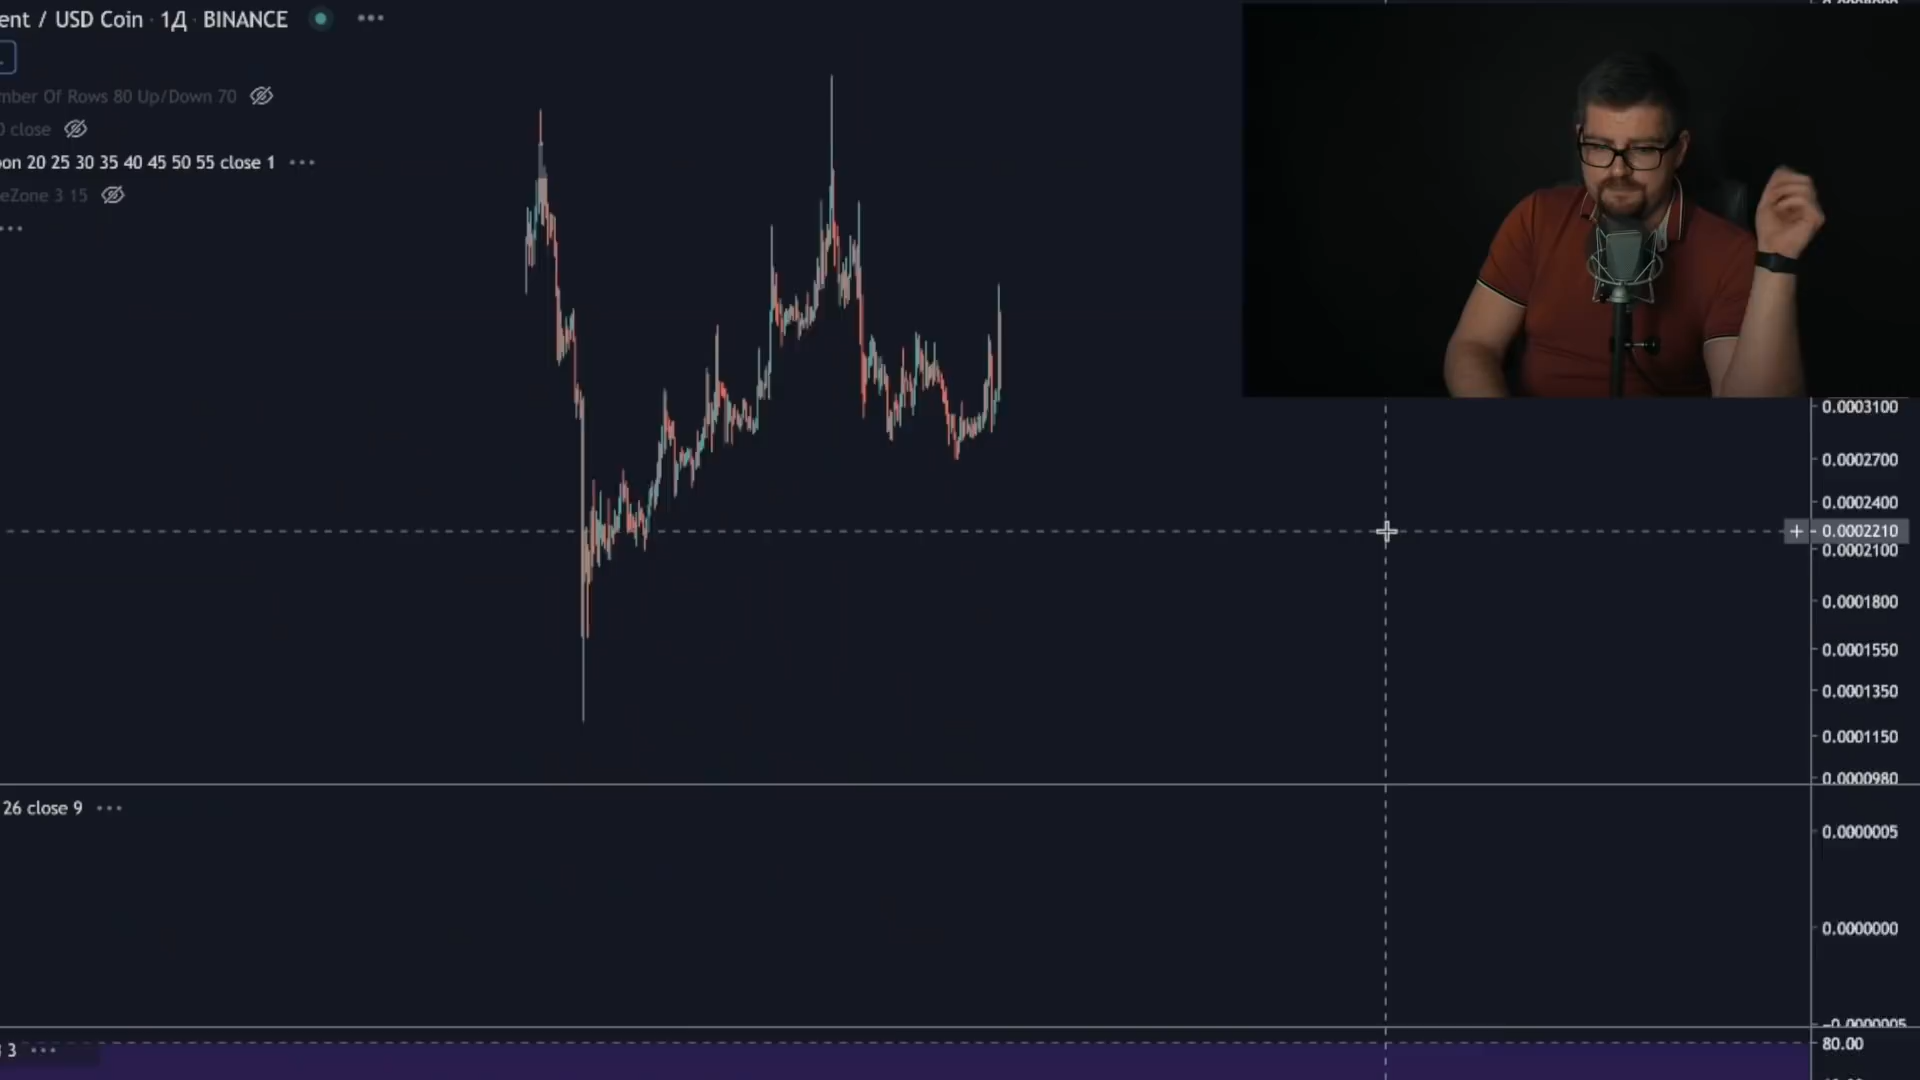 ent / USD Coin · 1Д · BINANCE
mber Of Rows 80 Up/Down 70
0 close
oon 20 25 30 35 40 45 50 55 close 1
eZone 3 15
0.0003100
0.0002700
0.0002400
0.0002210
0.0002100
0.0001800
0.0001550
0.0001350
0.0001150
0.0000980
26 close 9
0.0000005
0.0000000
-0.0000005
3
80.00